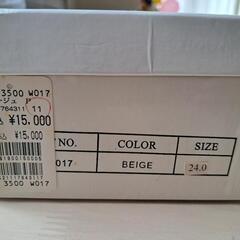 3500 W017
ージュ
764311 11
¥15,000
¥15,000
3500 W017
NO. COLOR SIZE
017 BEIGE 24.0